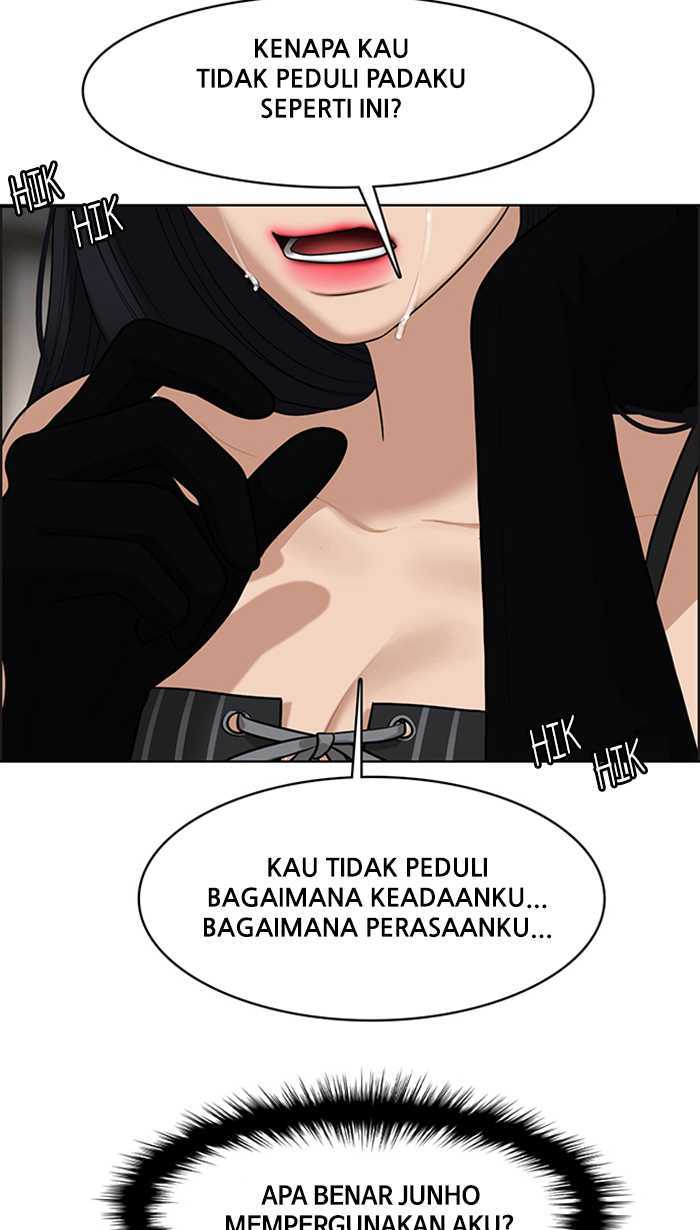 KENAPA KAU
TIDAK PEDULI PADAKU
SEPERTI INI?
HIK
HIK
HIK
HIK
KAU TIDAK PEDULI
BAGAIMANA KEADAANKU...
BAGAIMANA PERASAANKU...
APA BENAR JUNHO
MEMPERGUNAKAN AKU?